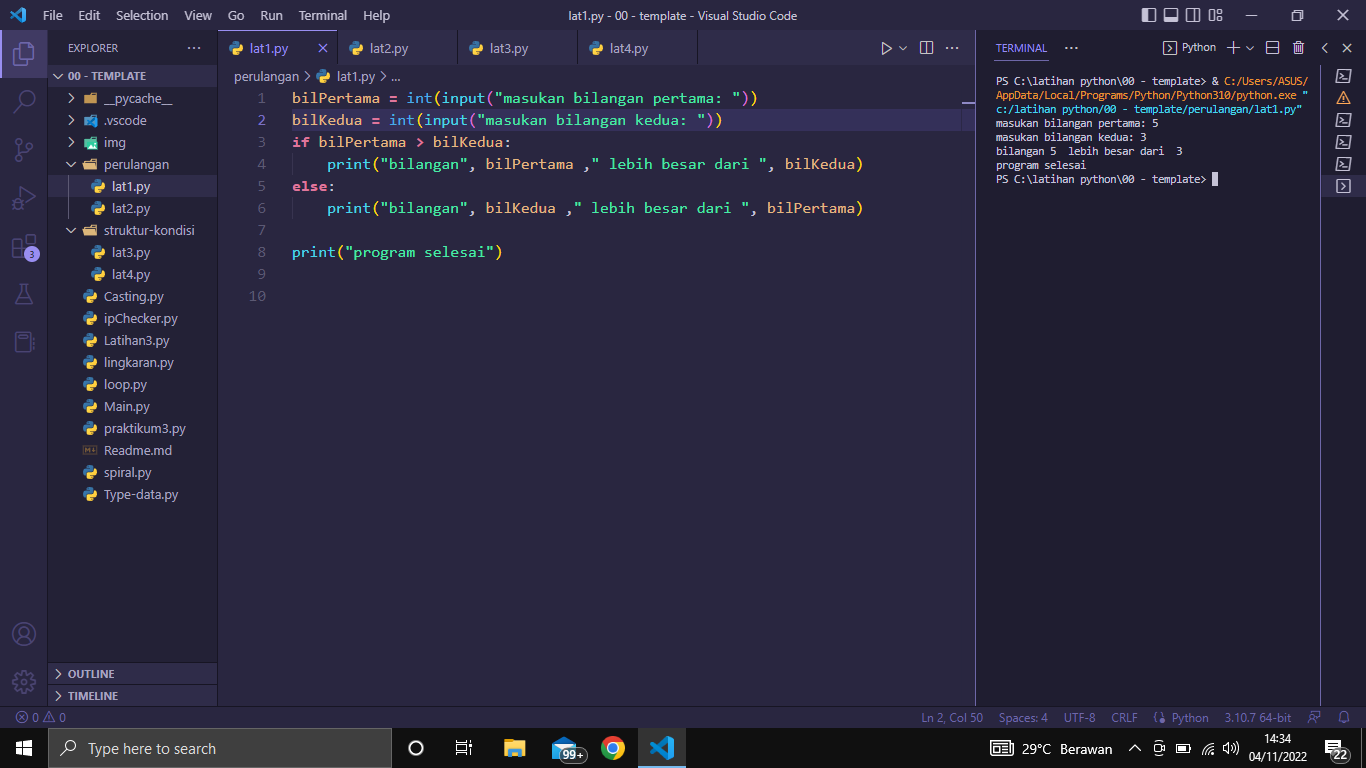 File Edit Selection View Go Run Terminal Help lat1.py - 00 - template - Visual Studio Code
EXPLORER
00 - TEMPLATE
__pycache__
.vscode
img
perulangan
lat1.py
lat2.py
struktur-kondisi
lat3.py
lat4.py
Casting.py
ipChecker.py
Latihan3.py
lingkaran.py
loop.py
Main.py
praktikum3.py
Readme.md
spiral.py
Type-data.py
OUTLINE
TIMELINE
3
lat1.py lat2.py lat3.py lat4.py
perulangan > lat1.py > ...
1 bilPertama = int(input("masukan bilangan pertama: "))
2 bilKedua = int(input("masukan bilangan kedua: "))
3 if bilPertama > bilKedua:
4     print("bilangan", bilPertama ," lebih besar dari ", bilKedua)
5 else:
6     print("bilangan", bilKedua ," lebih besar dari ", bilPertama)
7
8 print("program selesai")
9
10
TERMINAL Python
PS C:\latihan python\00 - template> & C:/Users/ASUS/
AppData/Local/Programs/Python/Python310/python.exe "
c:/latihan python/00 - template/perulangan/lat1.py"
masukan bilangan pertama: 5
masukan bilangan kedua: 3
bilangan 5  lebih besar dari  3
program selesai
PS C:\latihan python\00 - template>
0 0 Ln 2, Col 50 Spaces: 4 UTF-8 CRLF Python 3.10.7 64-bit
Type here to search 99+ 29°C Berawan 14:34
04/11/2022 22